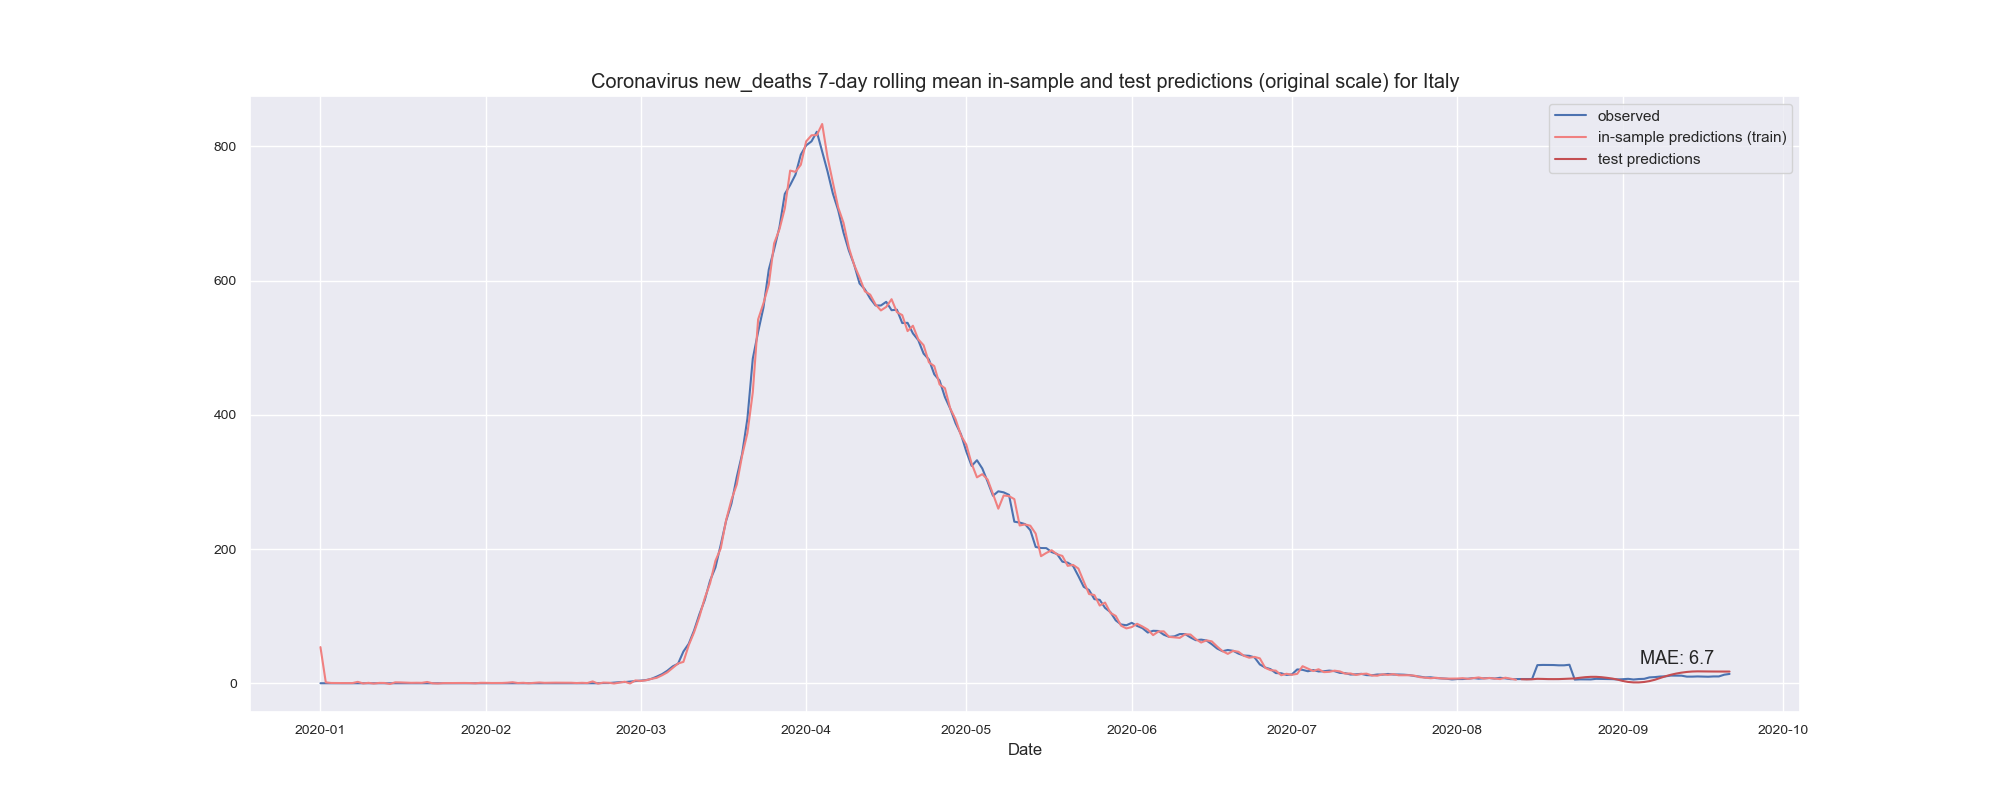 Coronavirus new_deaths 7-day rolling mean in-sample and test predictions (original scale) for Italy
observed
in-sample predictions (train)
test predictions
800
600
400
200
0
MAE: 6.7
2020-01 2020-02 2020-03 2020-04 2020-05 2020-06 2020-07 2020-08 2020-09 2020-10
Date